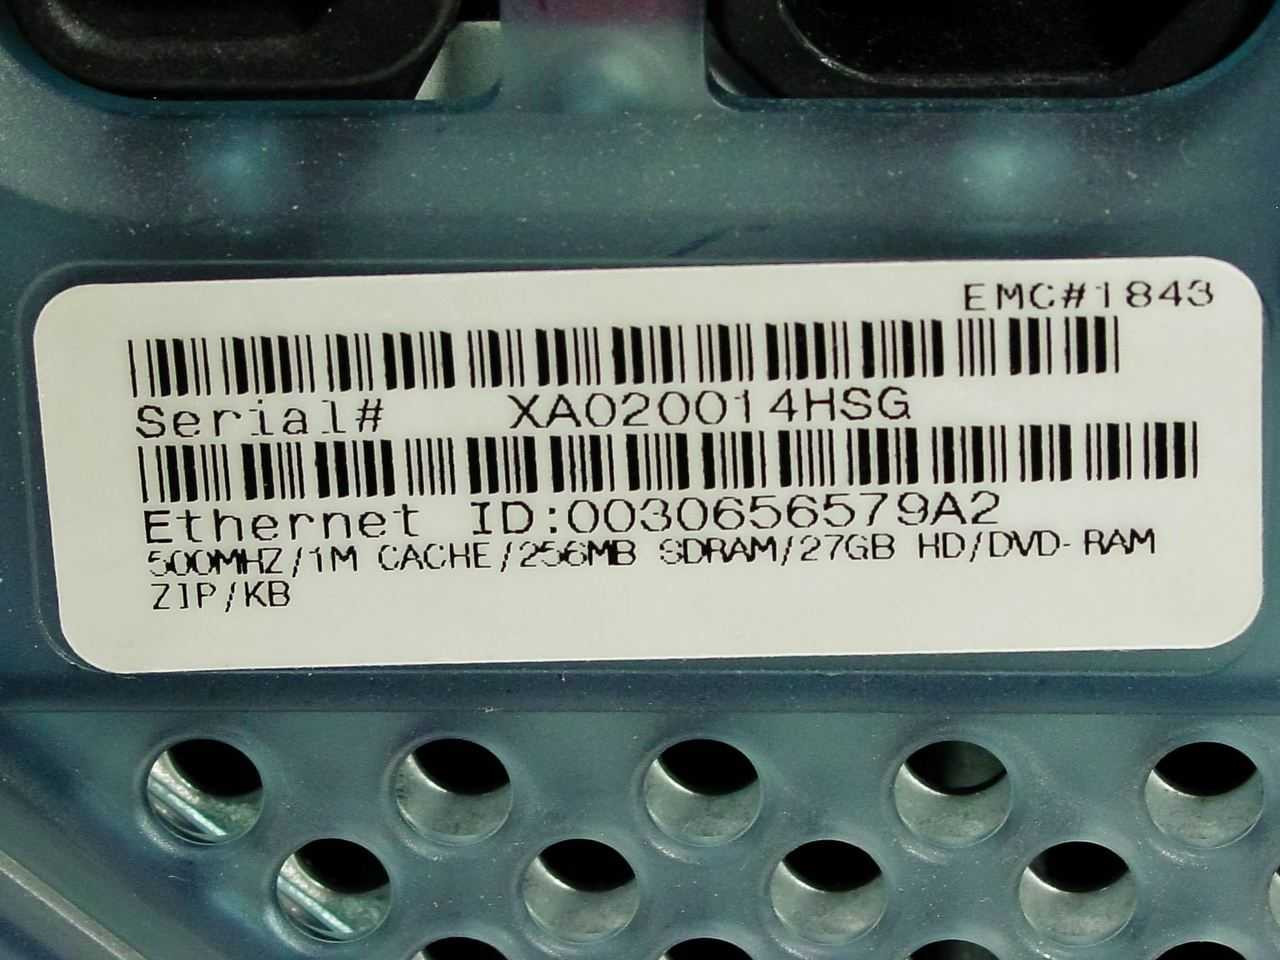 EMC#1843
Serial# XA020014HSG
Ethernet ID:0030656579A2
500MHZ/1M CACHE/256MB SDRAM/27GB HD/DVD-RAM
ZIP/KB